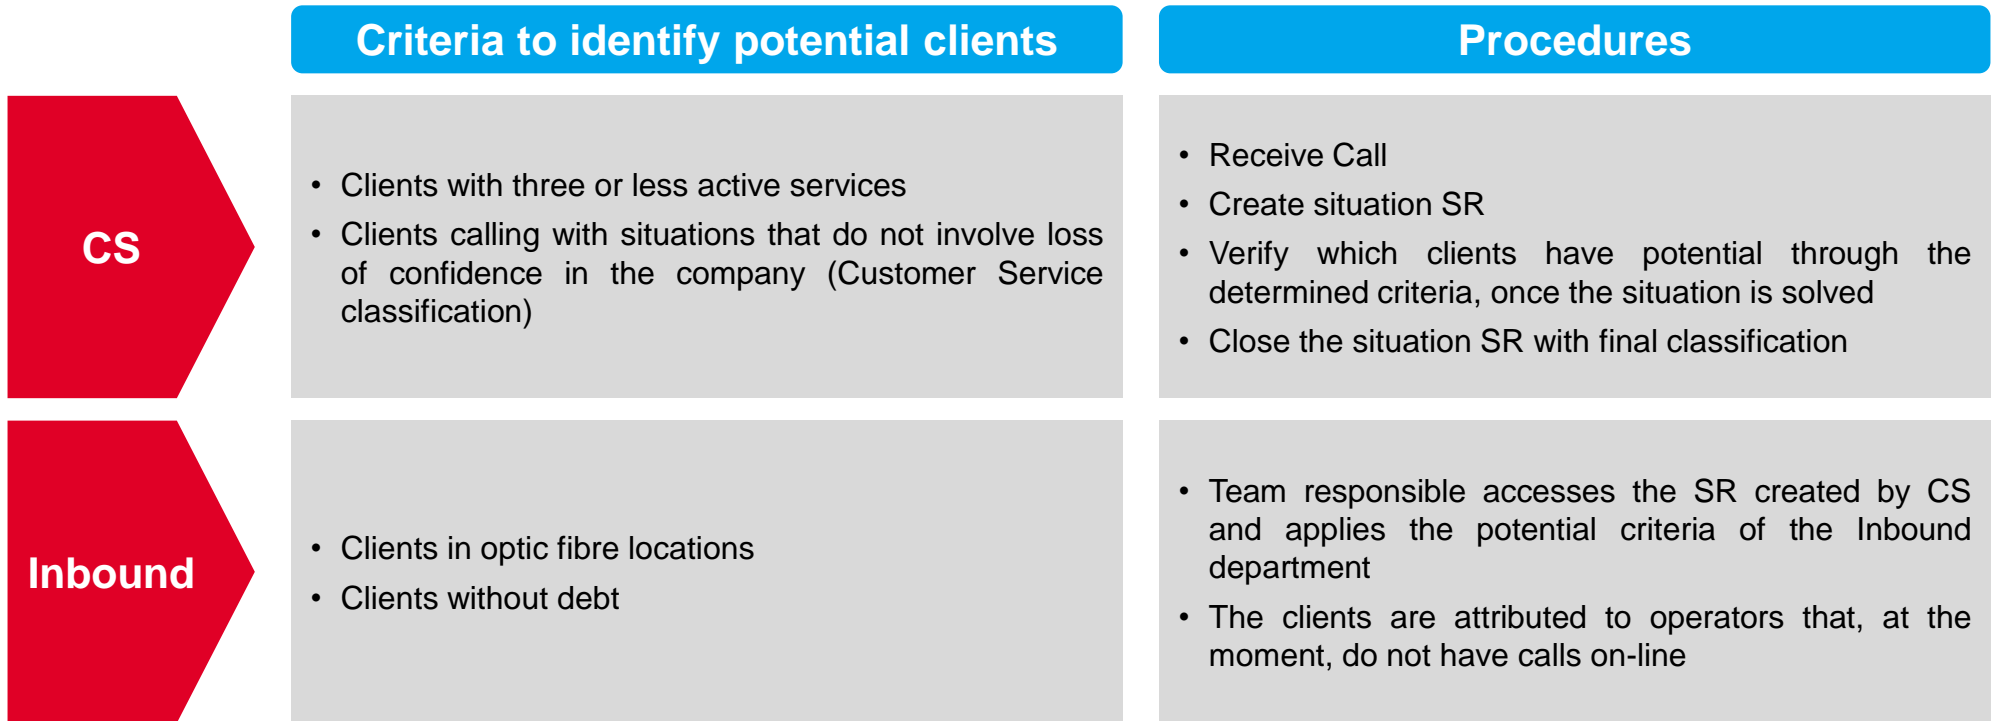 Criteria to identify potential clients
Procedures
CS
• Clients with three or less active services
• Clients calling with situations that do not involve loss
of confidence in the company (Customer Service
classification)
• Receive Call
• Create situation SR
• Verify which clients have potential through the
determined criteria, once the situation is solved
• Close the situation SR with final classification
Inbound
• Clients in optic fibre locations
• Clients without debt
• Team responsible accesses the SR created by CS
and applies the potential criteria of the Inbound
department
• The clients are attributed to operators that, at the
moment, do not have calls on-line